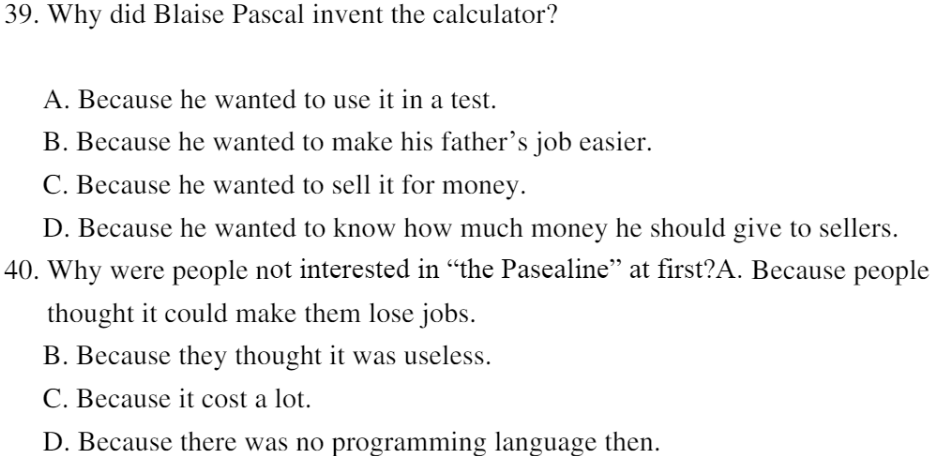 39. Why did Blaise Pascal invent the calculator?
A. Because he wanted to use it in a test.
B. Because he wanted to make his father’s job easier.
C. Because he wanted to sell it for money.
D. Because he wanted to know how much money he should give to sellers.
40. Why were people not interested in “the Pasealine” at first?A. Because people
thought it could make them lose jobs.
B. Because they thought it was useless.
C. Because it cost a lot.
D. Because there was no programming language then.